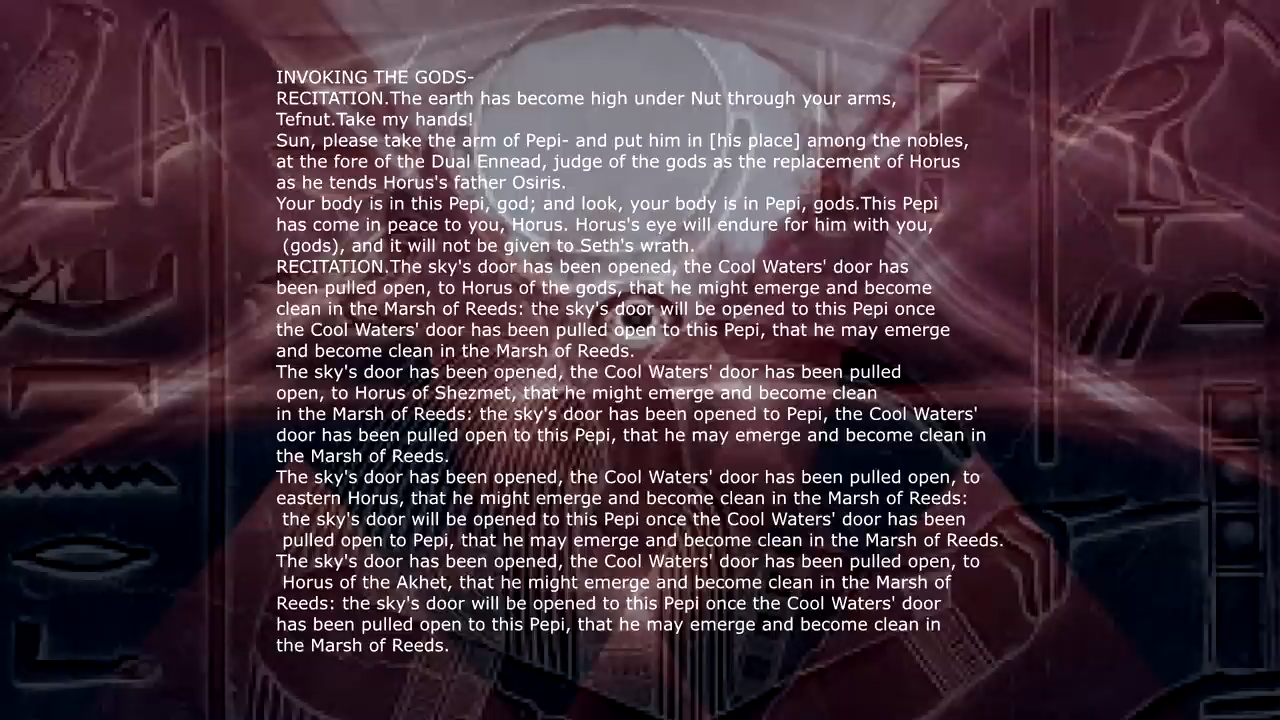 INVOKING THE GODS-
RECITATION.The earth has become high under Nut through your arms,
Tefnut.Take my hands!
Sun, please take the arm of Pepi- and put him in [his place] among the nobles,
at the fore of the Dual Ennead, judge of the gods as the replacement of Horus
as he tends Horus's father Osiris.
Your body is in this Pepi, god; and look, your body is in Pepi, gods.This Pepi
has come in peace to you, Horus. Horus's eye will endure for him with you,
(gods), and it will not be given to Seth's wrath.
RECITATION.The sky's door has been opened, the Cool Waters' door has
been pulled open, to Horus of the gods, that he might emerge and become
clean in the Marsh of Reeds: the sky's door will be opened to this Pepi once
the Cool Waters' door has been pulled open to this Pepi, that he may emerge
and become clean in the Marsh of Reeds.
The sky's door has been opened, the Cool Waters' door has been pulled
open, to Horus of Shezmet, that he might emerge and become clean
in the Marsh of Reeds: the sky's door has been opened to Pepi, the Cool Waters'
door has been pulled open to this Pepi, that he may emerge and become clean in
the Marsh of Reeds.
The sky's door has been opened, the Cool Waters' door has been pulled open, to
eastern Horus, that he might emerge and become clean in the Marsh of Reeds:
the sky's door will be opened to this Pepi once the Cool Waters' door has been
pulled open to Pepi, that he may emerge and become clean in the Marsh of Reeds.
The sky's door has been opened, the Cool Waters' door has been pulled open, to
Horus of the Akhet, that he might emerge and become clean in the Marsh of
Reeds: the sky's door will be opened to this Pepi once the Cool Waters' door
has been pulled open to this Pepi, that he may emerge and become clean in
the Marsh of Reeds.